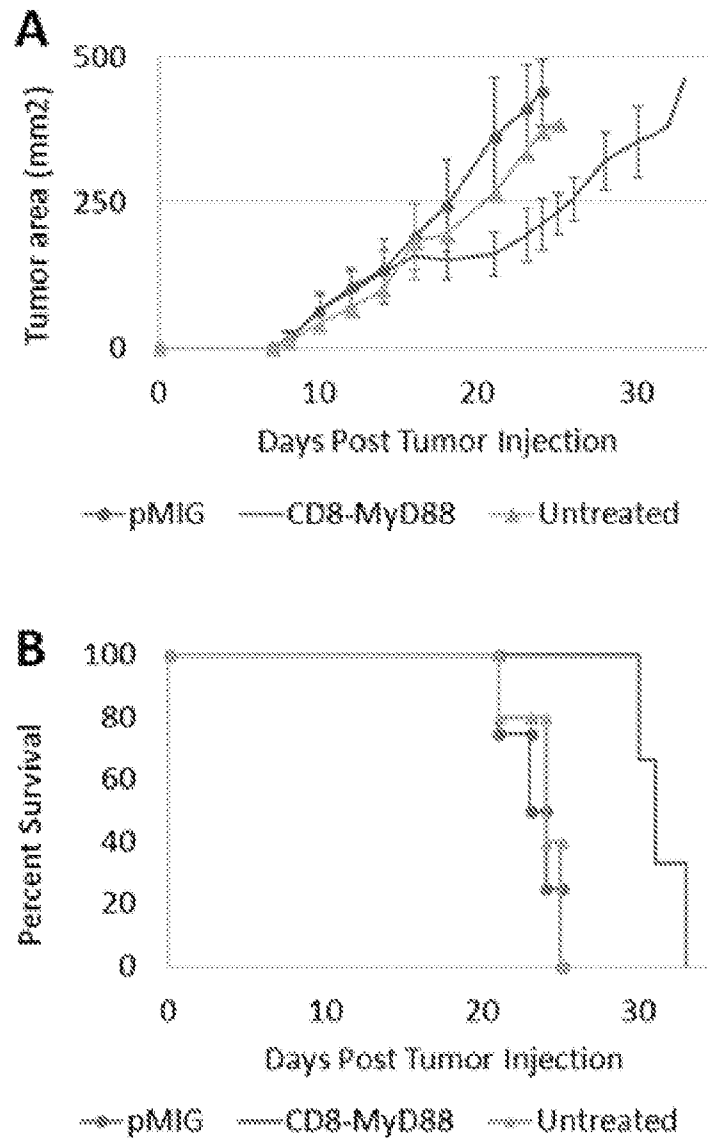 A
Tumor area (mm2)
500
250
0
0 10 20 30
Days Post Tumor Injection
pMIG CD8-MyD88 Untreated
B
Percent Survival
100
80
60
40
20
0
0 10 20 30
Days Post Tumor Injection
pMIG CD8-MyD88 Untreated